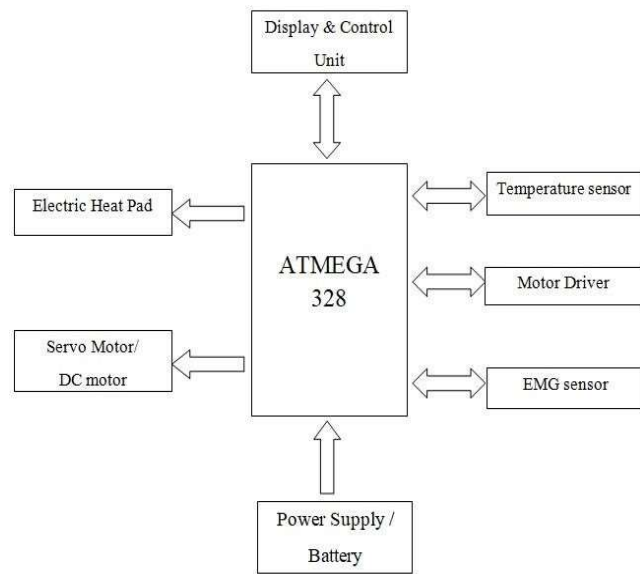 Display & Control
Unit
Electric Heat Pad
Temperature sensor
ATMEGA
328
Motor Driver
Servo Motor/
DC motor
EMG sensor
Power Supply /
Battery